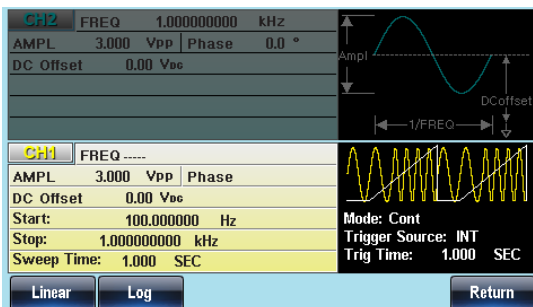 CH2 FREQ 1.000000000 kHz
AMPL 3.000 VPP Phase 0.0 °
DC Offset 0.00 VDC
Ampl
DCoffset
1/FREQ
CH1 FREQ -----
AMPL 3.000 VPP Phase
DC Offset 0.00 VDC
Start: 100.000000 Hz
Stop: 1.000000000 kHz
Sweep Time: 1.000 SEC
Mode: Cont
Trigger Source: INT
Trig Time: 1.000 SEC
Linear Log Return